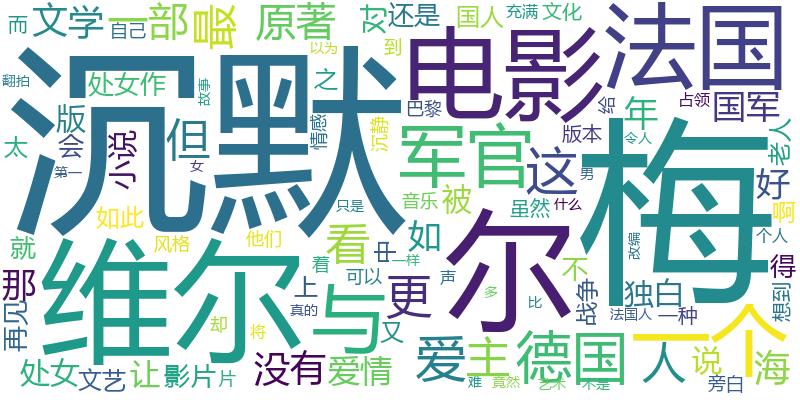 而 文学 一部 最 原著 对 还是 国人 充满 文化
自己 到 电影 法国
翻拍 处女作 故事 以为 之 巴黎 给 年 占领 国军
沉默 情感 沉静 军官 版本 令人 老人
太 版 会 小说 但 这 梅 好
如此 女 只是 音乐 被 虽然 什么 男 啊
第一 就 风格 他们 看 中 一样 如 尔 改编 个人
那 维尔 着 可以 声 更 不 战争 独白 得
再见 却 将 上 与 真的 又 多 比 法国人 一种 想到
处女 文艺 让 影片 片 没有 爱情 爱 主 德国 一个 人 说 海
难 竟然 艺术 不是 旁白